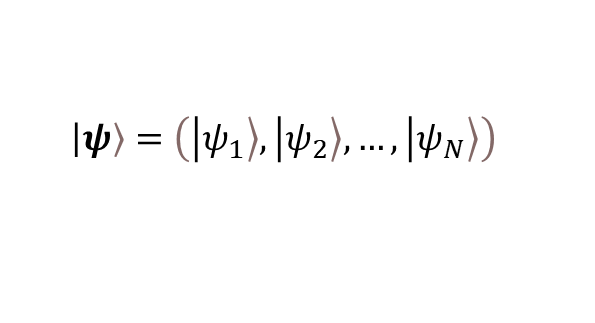 |𝝍⟩ = (|ψ₁⟩, |ψ₂⟩, … , |ψ_N⟩)